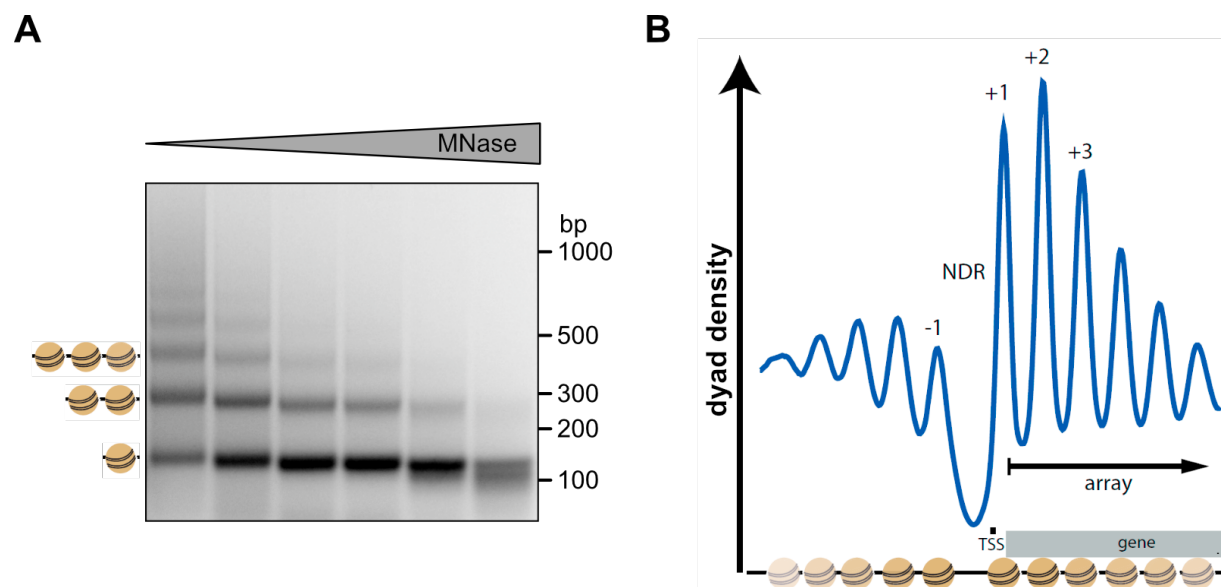 A
MNase
bp
1000
500
300
200
100
B
dyad density
+1
+2
+3
NDR
-1
array
TSS
gene